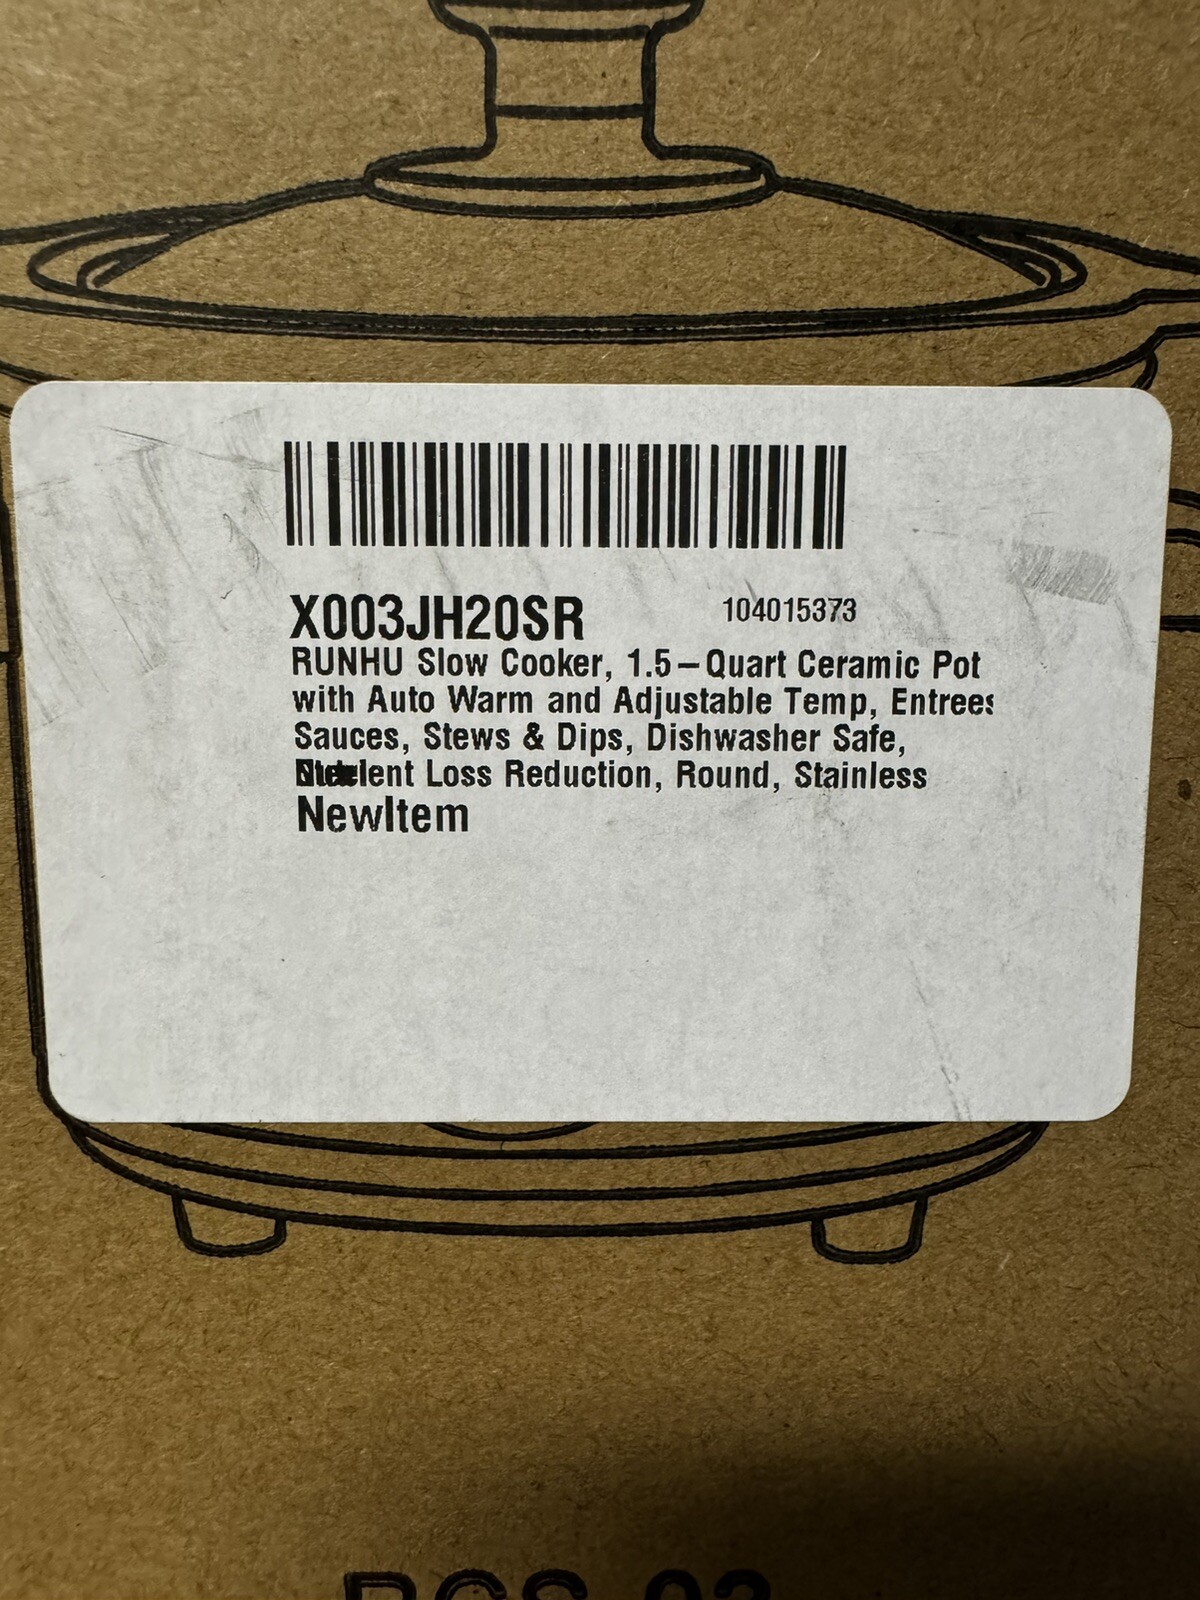 X003JH20SR 104015373
RUNHU Slow Cooker, 1.5-Quart Ceramic Pot
with Auto Warm and Adjustable Temp, Entrees
Sauces, Stews & Dips, Dishwasher Safe,
Loss Reduction, Round, Stainless
NewItem